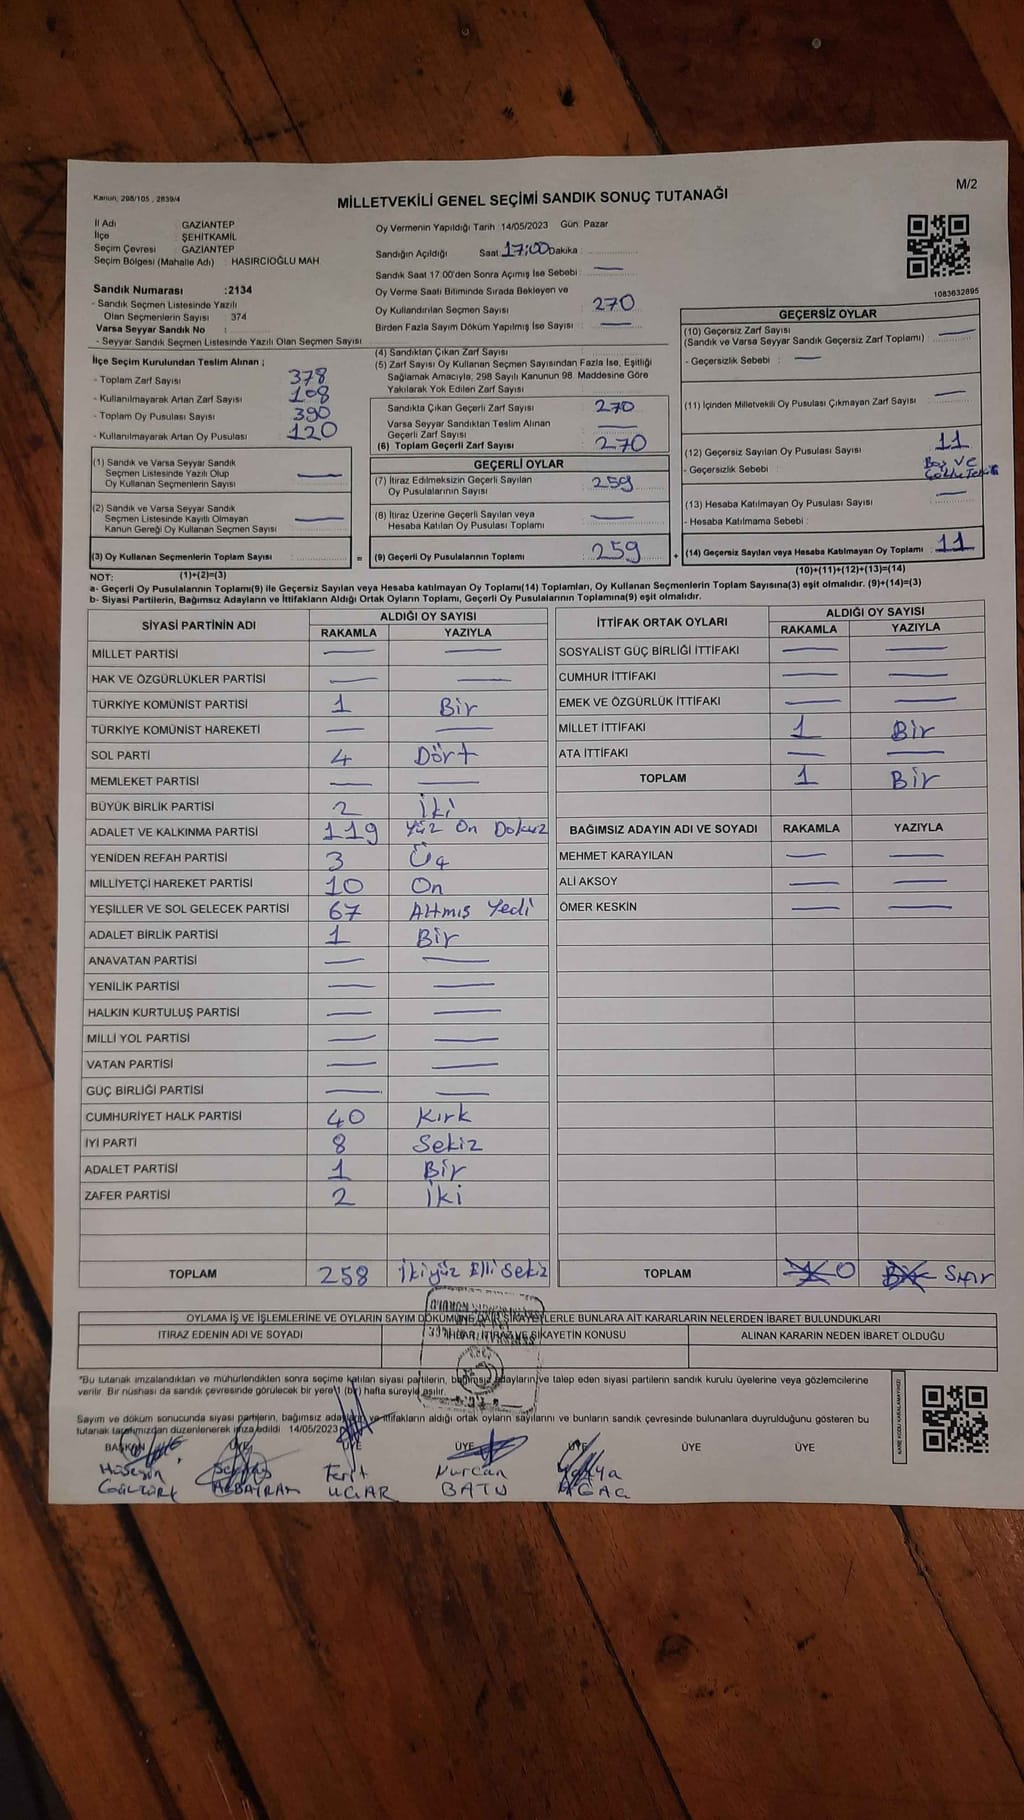 Kanun; 298/105 , 2839/4
MİLLETVEKİLİ GENEL SEÇİMİ SANDIK SONUÇ TUTANAĞI
M/2
İl Adı : GAZİANTEP
İlçe : ŞEHİTKAMİL
Seçim Çevresi : GAZİANTEP
Seçim Bölgesi (Mahalle Adı) : HASIRCIOĞLU MAH
Sandık Numarası :2134
- Sandık Seçmen Listesinde Yazılı
Olan Seçmenlerin Sayısı : 374
Varsa Seyyar Sandık No :
- Seyyar Sandık Seçmen Listesinde Yazılı Olan Seçmen Sayısı
Oy Vermenin Yapıldığı Tarih :14/05/2023 Gün: Pazar
Sandığın Açıldığı Saat 17:00 Dakika
Sandık Saat 17.00'den Sonra Açımış İse Sebebi : —
Oy Verme Saati Bitiminde Sırada Bekleyen ve
Oy Kullandırılan Seçmen Sayısı : 270
Birden Fazla Sayım Döküm Yapılmış İse Sayısı : —
1083632895
İlçe Seçim Kurulundan Teslim Alınan ;
- Toplam Zarf Sayısı : 378
- Kullanılmayarak Artan Zarf Sayısı : 108
- Toplam Oy Pusulası Sayısı : 390
- Kullanılmayarak Artan Oy Pusulası : 120
(1) Sandık ve Varsa Seyyar Sandık
Seçmen Listesinde Yazılı Olup
Oy Kullanan Seçmenlerin Sayısı : —
(2) Sandık ve Varsa Seyyar Sandık
Seçmen Listesinde Kayıtlı Olmayan
Kanun Gereği Oy Kullanan Seçmen Sayısı : —
(3) Oy Kullanan Seçmenlerin Toplam Sayısı :
(1)+(2)=(3)
(4) Sandıktan Çıkan Zarf Sayısı :
(5) Zarf Sayısı Oy Kullanan Seçmen Sayısından Fazla İse, Eşitliği
Sağlamak Amacıyla; 298 Sayılı Kanunun 98. Maddesine Göre
Yakılarak Yok Edilen Zarf Sayısı :
Sandıkta Çıkan Geçerli Zarf Sayısı : 270
Varsa Seyyar Sandıktan Teslim Alınan
Geçerli Zarf Sayısı : —
(6) Toplam Geçerli Zarf Sayısı : 270
GEÇERLİ OYLAR
(7) İtiraz Edilmeksizin Geçerli Sayılan
Oy Pusulalarının Sayısı : 259
(8) İtiraz Üzerine Geçerli Sayılan veya
Hesaba Katılan Oy Pusulası Toplamı : —
= (9) Geçerli Oy Pusulalarının Toplamı : 259
GEÇERSİZ OYLAR
(10) Geçersiz Zarf Sayısı :
(Sandık ve Varsa Seyyar Sandık Geçersiz Zarf Toplamı) —
- Geçersizlik Sebebi : —
(11) İçinden Milletvekili Oy Pusulası Çıkmayan Zarf Sayısı : —
(12) Geçersiz Sayılan Oy Pusulası Sayısı : 11
- Geçersizlik Sebebi : Boş ve
(13) Hesaba Katılmayan Oy Pusulası Sayısı : —
- Hesaba Katılmama Sebebi :
+ (14) Geçersiz Sayılan veya Hesaba Katılmayan Oy Toplamı : 11
(10)+(11)+(12)+(13)=(14)
NOT:
a- Geçerli Oy Pusulalarının Toplamı(9) ile Geçersiz Sayılan veya Hesaba katılmayan Oy Toplamı(14) Toplamları, Oy Kullanan Seçmenlerin Toplam Sayısına(3) eşit olmalıdır. (9)+(14)=(3)
b- Siyasi Partilerin, Bağımsız Adayların ve İttifakların Aldığı Ortak Oyların Toplamı, Geçerli Oy Pusulalarının Toplamına(9) eşit olmalıdır.
SİYASİ PARTİNİN ADI ALDIĞI OY SAYISI
RAKAMLA YAZIYLA
MİLLET PARTİSİ — —
HAK VE ÖZGÜRLÜKLER PARTİSİ — —
TÜRKİYE KOMÜNİST PARTİSİ 1 Bir
TÜRKİYE KOMÜNİST HAREKETİ — —
SOL PARTİ 4 Dört
MEMLEKET PARTİSİ — —
BÜYÜK BİRLİK PARTİSİ 2 İki
ADALET VE KALKINMA PARTİSİ 119 Yüz On Dokuz
YENİDEN REFAH PARTİSİ 3 Üç
MİLLİYETÇİ HAREKET PARTİSİ 10 On
YEŞİLLER VE SOL GELECEK PARTİSİ 67 Altmış Yedi
ADALET BİRLİK PARTİSİ 1 Bir
ANAVATAN PARTİSİ — —
YENİLİK PARTİSİ — —
HALKIN KURTULUŞ PARTİSİ — —
MİLLİ YOL PARTİSİ — —
VATAN PARTİSİ — —
GÜÇ BİRLİĞİ PARTİSİ — —
CUMHURİYET HALK PARTİSİ 40 Kırk
İYİ PARTİ 8 Sekiz
ADALET PARTİSİ 1 Bir
ZAFER PARTİSİ 2 İki
TOPLAM 258 İkiyüz Elli Sekiz
İTTİFAK ORTAK OYLARI ALDIĞI OY SAYISI
RAKAMLA YAZIYLA
SOSYALİST GÜÇ BİRLİĞİ İTTİFAKI — —
CUMHUR İTTİFAKI — —
EMEK VE ÖZGÜRLÜK İTTİFAKI — —
MİLLET İTTİFAKI 1 Bir
ATA İTTİFAKI — —
TOPLAM 1 Bir
BAĞIMSIZ ADAYIN ADI VE SOYADI RAKAMLA YAZIYLA
MEHMET KARAYILAN — —
ALİ AKSOY — —
ÖMER KESKİN — —
TOPLAM 0 Sıfır
OYLAMA İŞ VE İŞLEMLERİNE VE OYLARIN SAYIM DÖKÜMÜNE DAİR ŞİKAYETLERLE BUNLARA AİT KARARLARIN NELERDEN İBARET BULUNDUKLARI
İTİRAZ EDENİN ADI VE SOYADI
İHBAR, İTİRAZ VE ŞİKAYETİN KONUSU
ALINAN KARARIN NEDEN İBARET OLDUĞU
*Bu tutanak imzalandıktan ve mühürlendikten sonra seçime katılan siyasi partilerin, bağımsız adayların ve talep eden siyasi partilerin sandık kurulu üyelerine veya gözlemcilerine
verilir. Bir nüshası da sandık çevresinde görülecek bir yere 1 (bir) hafta süreyle asılır.
Sayım ve döküm sonucunda siyasi partilerin, bağımsız adayların ve ittifakların aldığı ortak oyların sayılarını ve bunların sandık çevresinde bulunanlara duyrulduğunu gösteren bu
tutanak tarafımızdan düzenlenerek imza edildi 14/05/2023
BAŞKAN ÜYE ÜYE ÜYE ÜYE ÜYE ÜYE
Hüseyin Ferit Nurcan Yahya
ALBAYRAK UÇAR BATU AĞAÇ